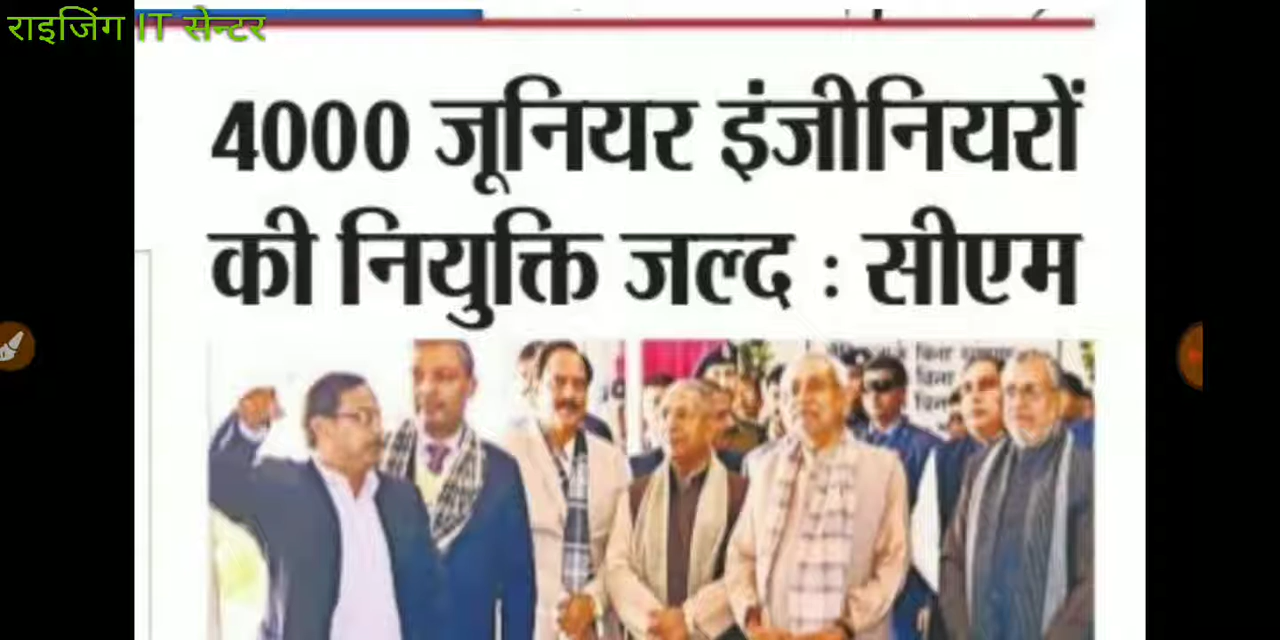 राइजिंग IT सेन्टर
4000 जूनियर इंजीनियरों
की नियुक्ति जल्द : सीएम
बिना
बिना